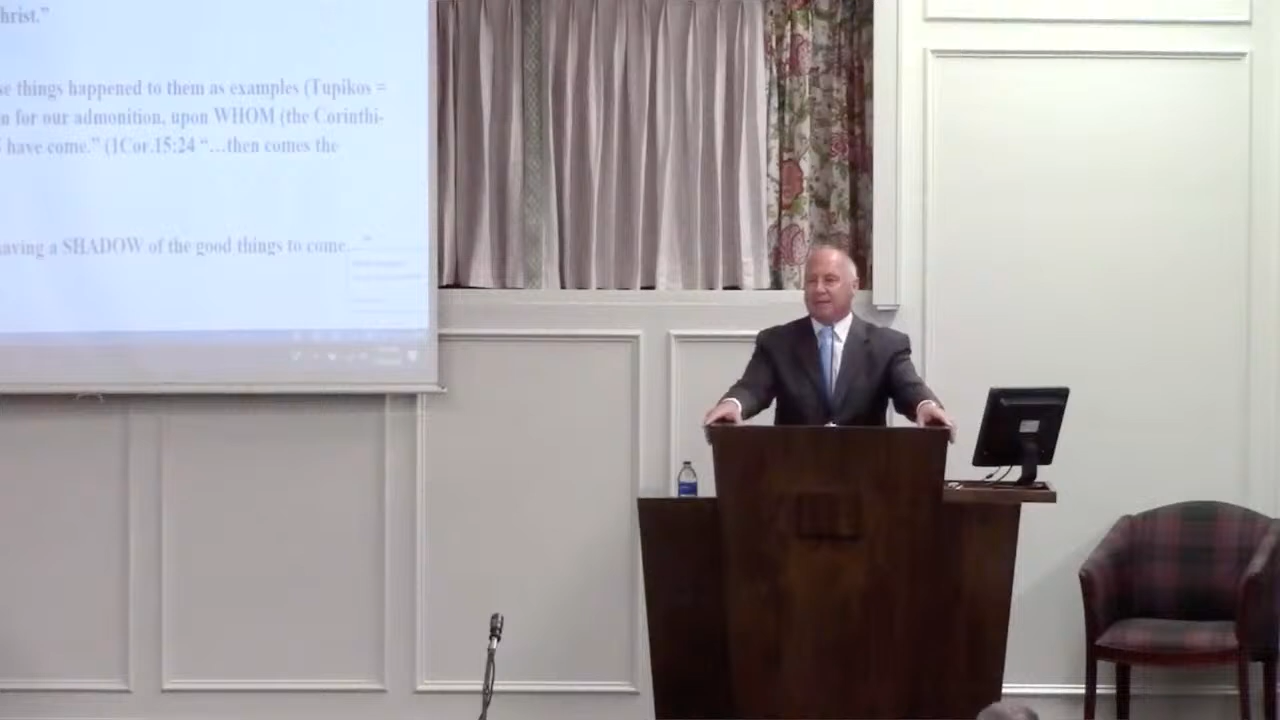 hrist.”
se things happened to them as examples (Tupikos =
n for our admonition, upon WHOM (the Corinthi-
have come.” (1Cor.15:24 “…then comes the
aving a SHADOW of the good things to come…”